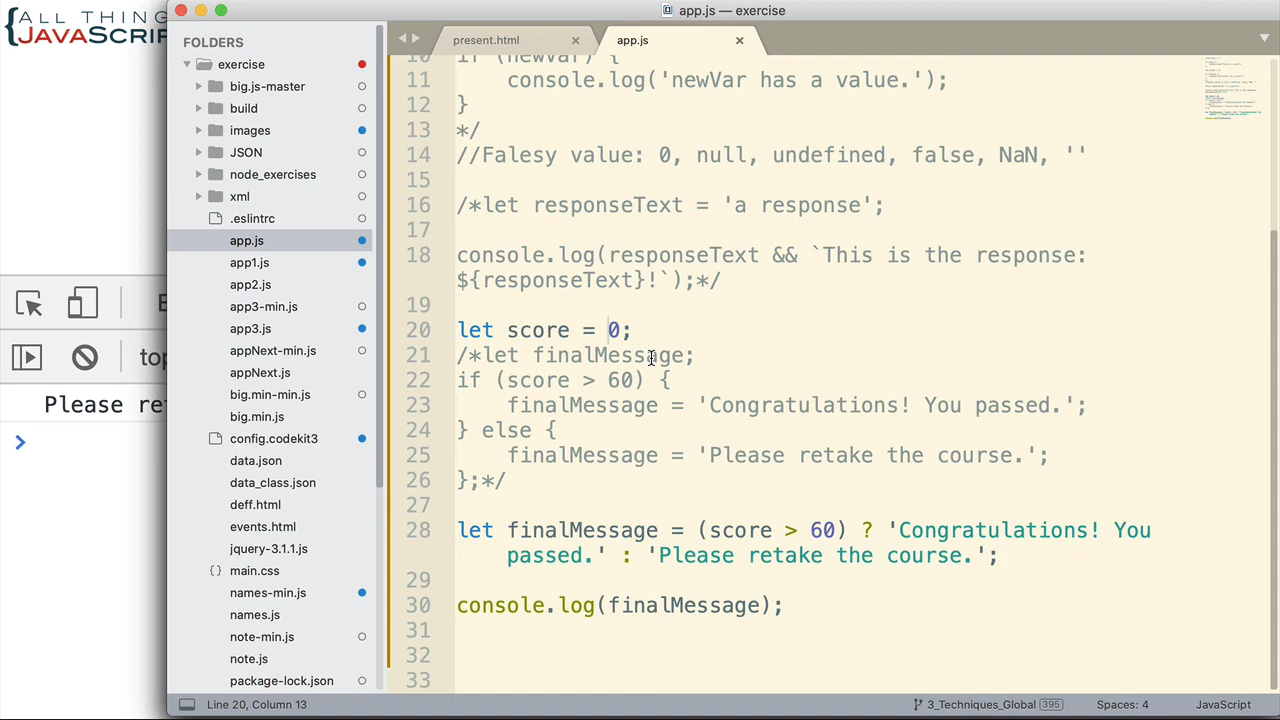 ALL THING
JAVASCRIP
app.js — exercise
FOLDERS
exercise
big.js-master
build
images
JSON
node_exercises
xml
.eslintrc
app.js
app1.js
app2.js
app3-min.js
app3.js
appNext-min.js
appNext.js
big.min-min.js
big.min.js
config.codekit3
data.json
data_class.json
deff.html
events.html
jquery-3.1.1.js
main.css
names-min.js
names.js
note-min.js
note.js
package-lock.json
top
Please ret
present.html
app.js
10 if (newVar) {
11     console.log('newVar has a value.');
12 }
13 */
14 //Falesy value: 0, null, undefined, false, NaN, ''
15
16 /*let responseText = 'a response';
17
18 console.log(responseText && `This is the response:
${responseText}!`);*/
19
20 let score = 0;
21 /*let finalMessage;
22 if (score > 60) {
23     finalMessage = 'Congratulations! You passed.';
24 } else {
25     finalMessage = 'Please retake the course.';
26 };*/
27
28 let finalMessage = (score > 60) ? 'Congratulations! You
passed.' : 'Please retake the course.';
29
30 console.log(finalMessage);
31
32
33
Line 20, Column 13
3_Techniques_Global 395
Spaces: 4
JavaScript